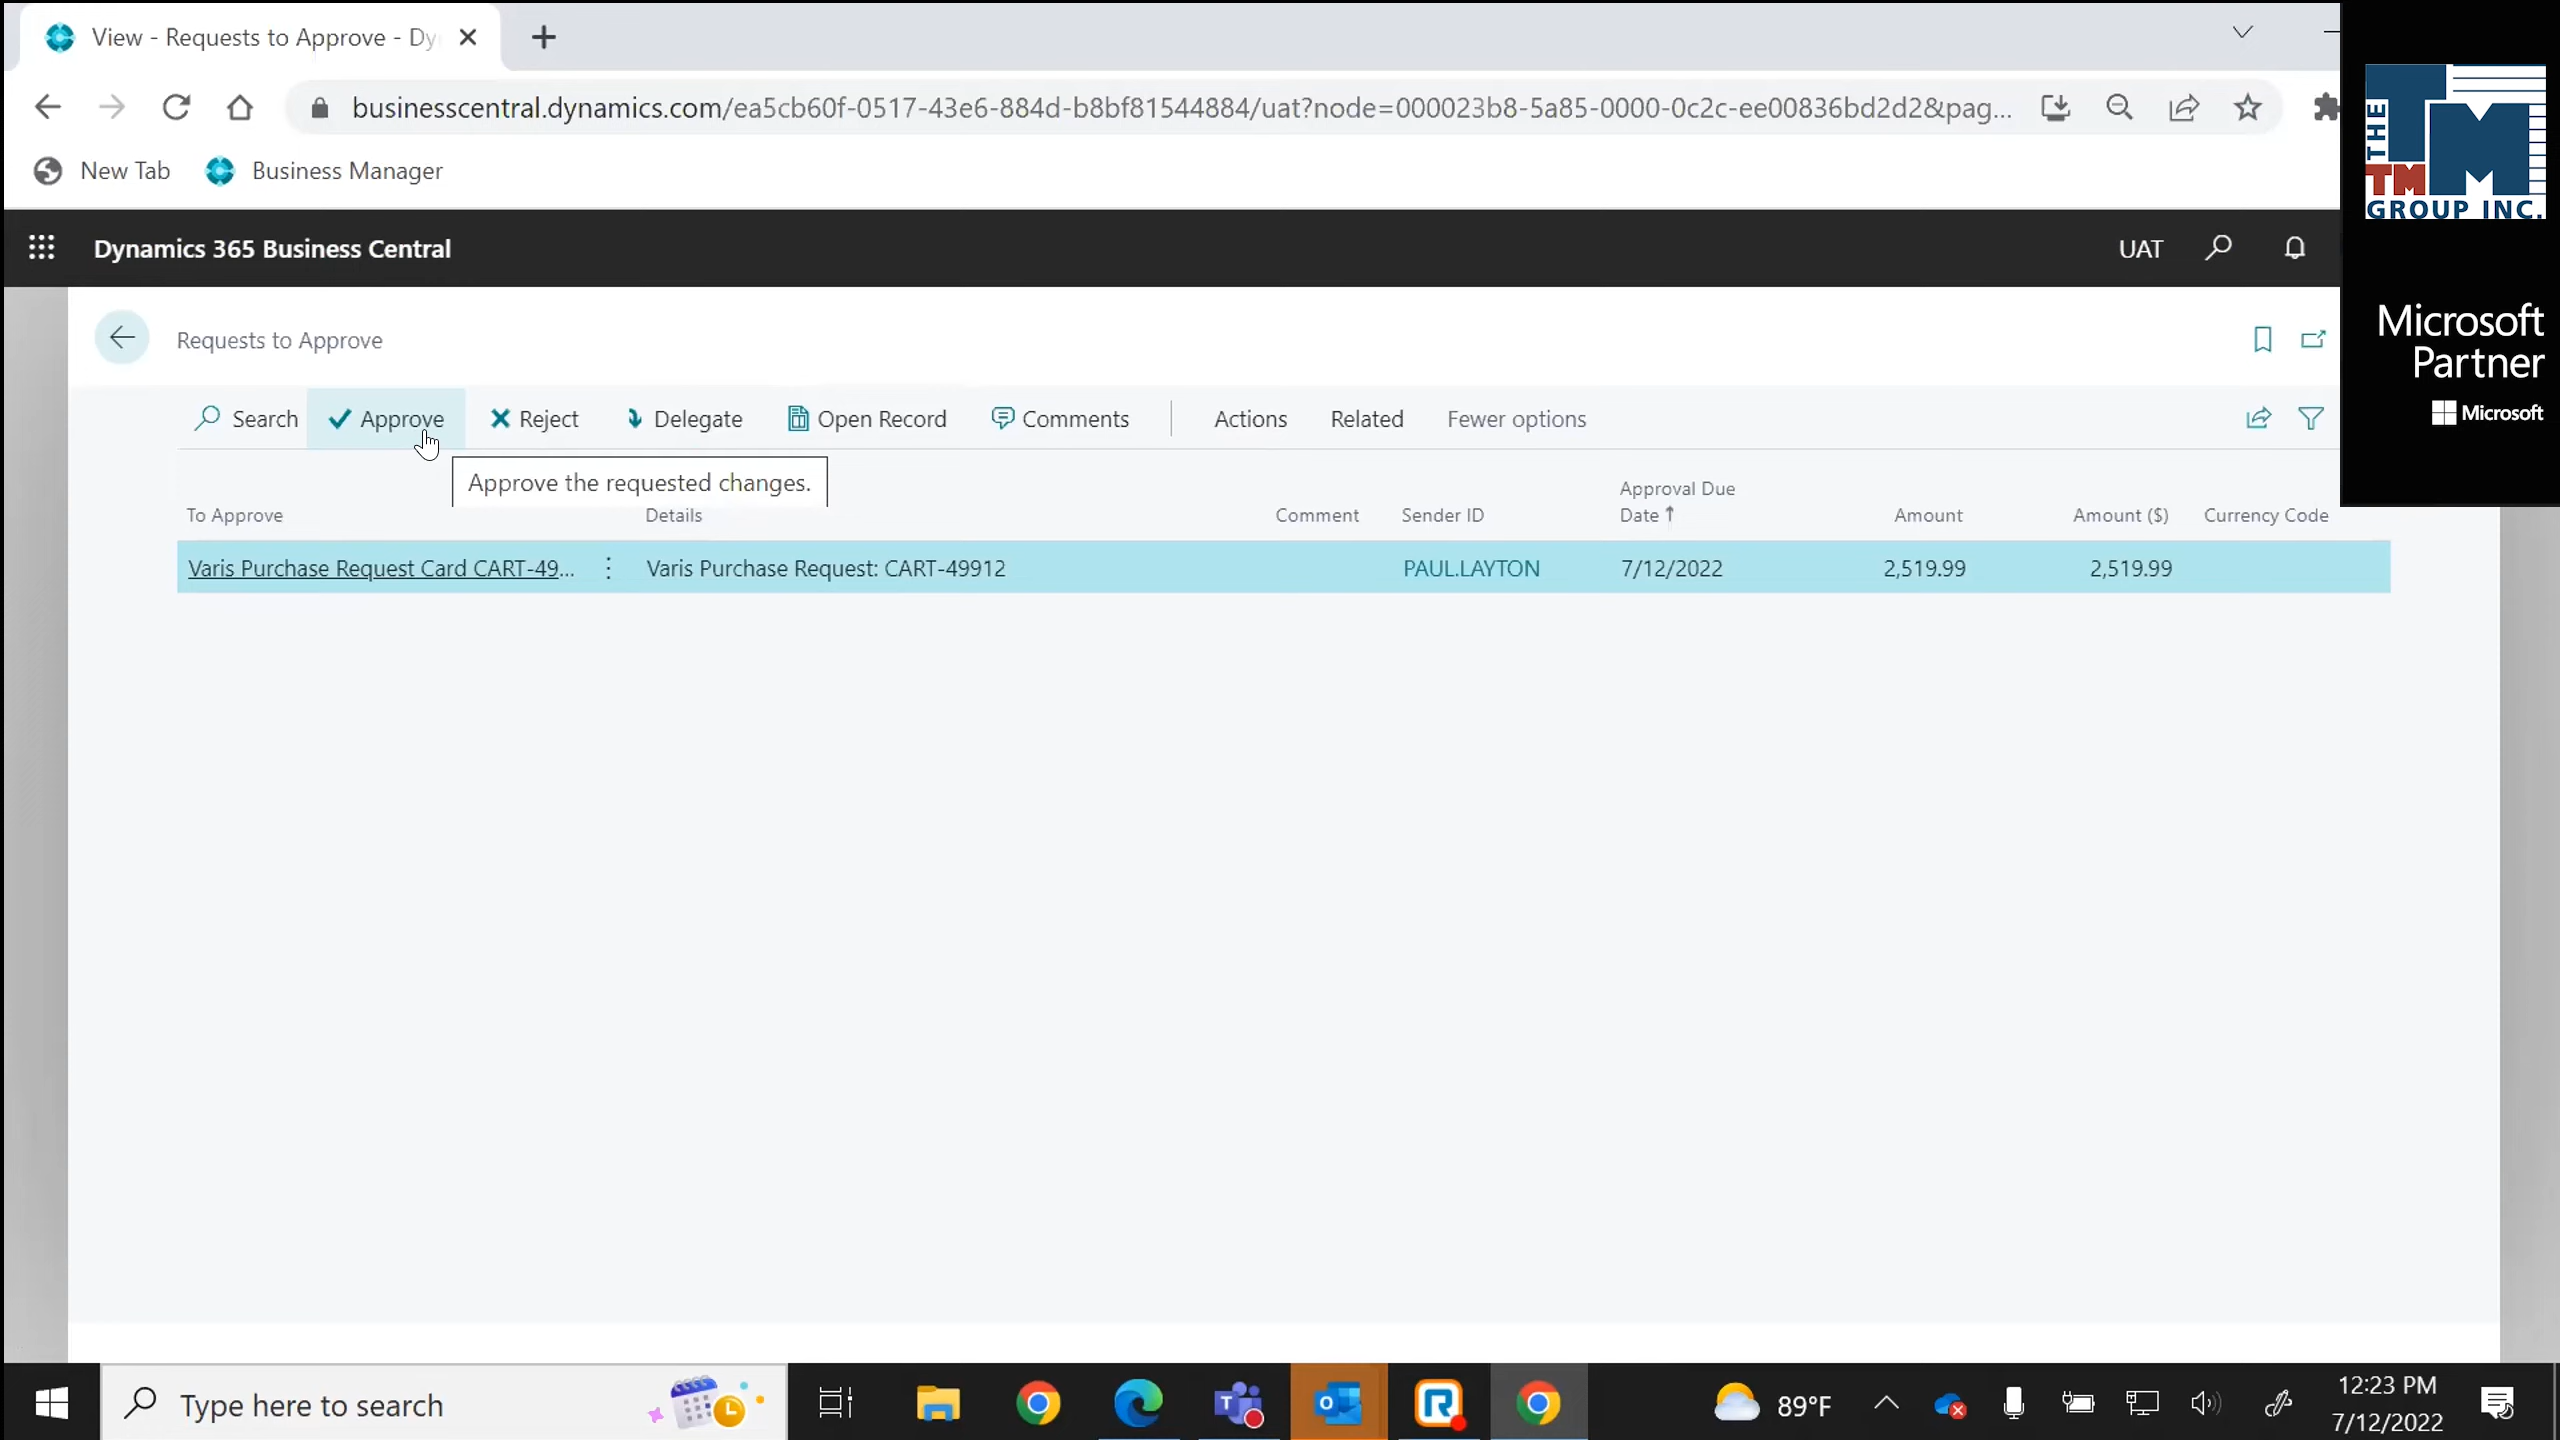 View - Requests to Approve - Dy
businesscentral.dynamics.com/ea5cb60f-0517-43e6-884d-b8bf81544884/uat?node=000023b8-5a85-0000-0c2c-ee00836bd2d2&pag...
New Tab
Business Manager
THE TM
TM
GROUP INC.
Microsoft
Partner
Microsoft
Dynamics 365 Business Central
UAT
Requests to Approve
Search
Approve
Reject
Delegate
Open Record
Comments
Actions
Related
Fewer options
Approve the requested changes.
To Approve
Details
Comment
Sender ID
Approval Due
Date ↑
Amount
Amount ($)
Currency Code
Varis Purchase Request Card CART-49...
Varis Purchase Request: CART-49912
PAUL.LAYTON
7/12/2022
2,519.99
2,519.99
Type here to search
89°F
12:23 PM
7/12/2022